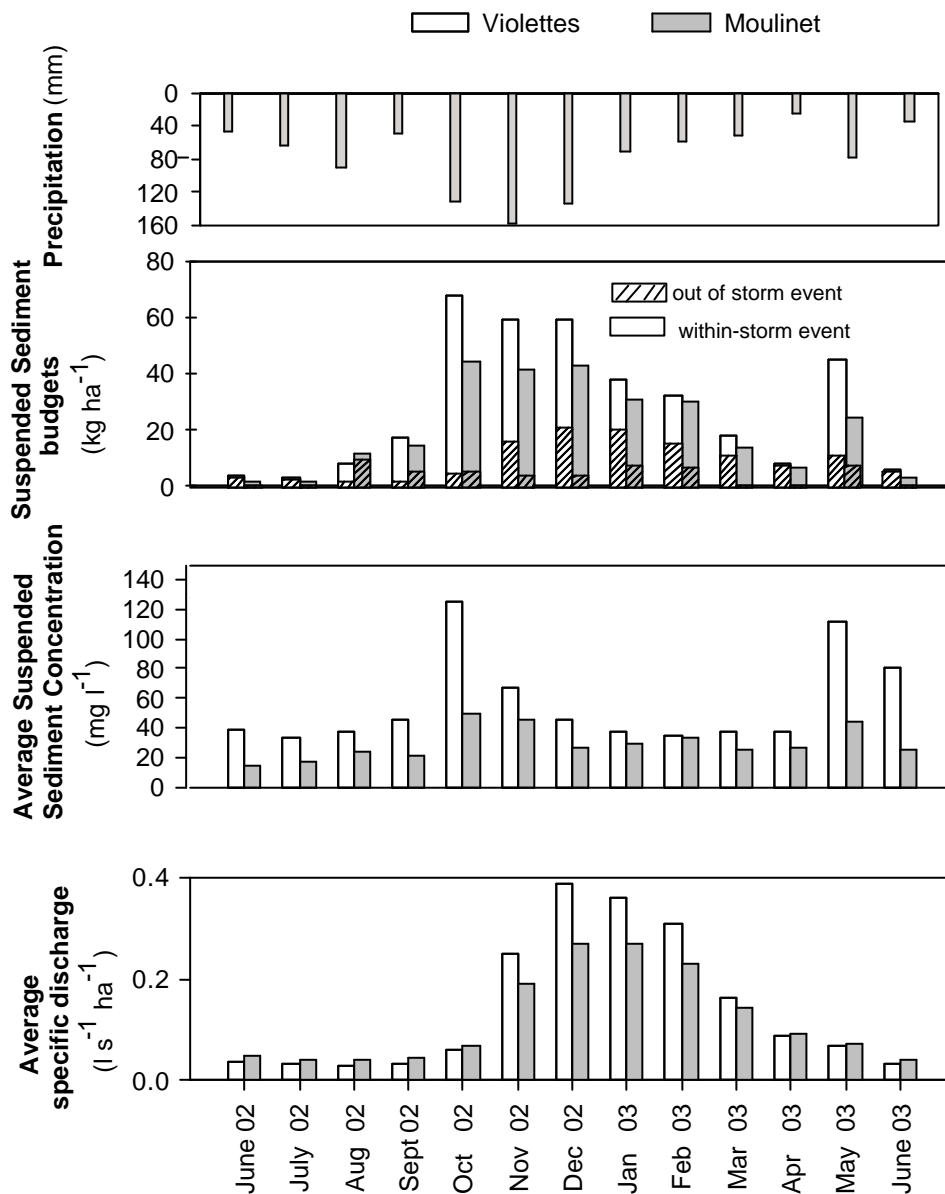 Violettes Moulinet
Precipitation (mm)
0
40
80
120
160
Suspended Sediment
budgets
(kg ha⁻¹)
80
60
40
20
0
out of storm event
within-storm event
Average Suspended
Sediment Concentration
(mg l⁻¹)
140
120
100
80
60
40
20
0
Average
specific discharge
(l s⁻¹ ha⁻¹)
0.4
0.2
0.0
June 02
July 02
Aug 02
Sept 02
Oct 02
Nov 02
Dec 02
Jan 03
Feb 03
Mar 03
Apr 03
May 03
June 03